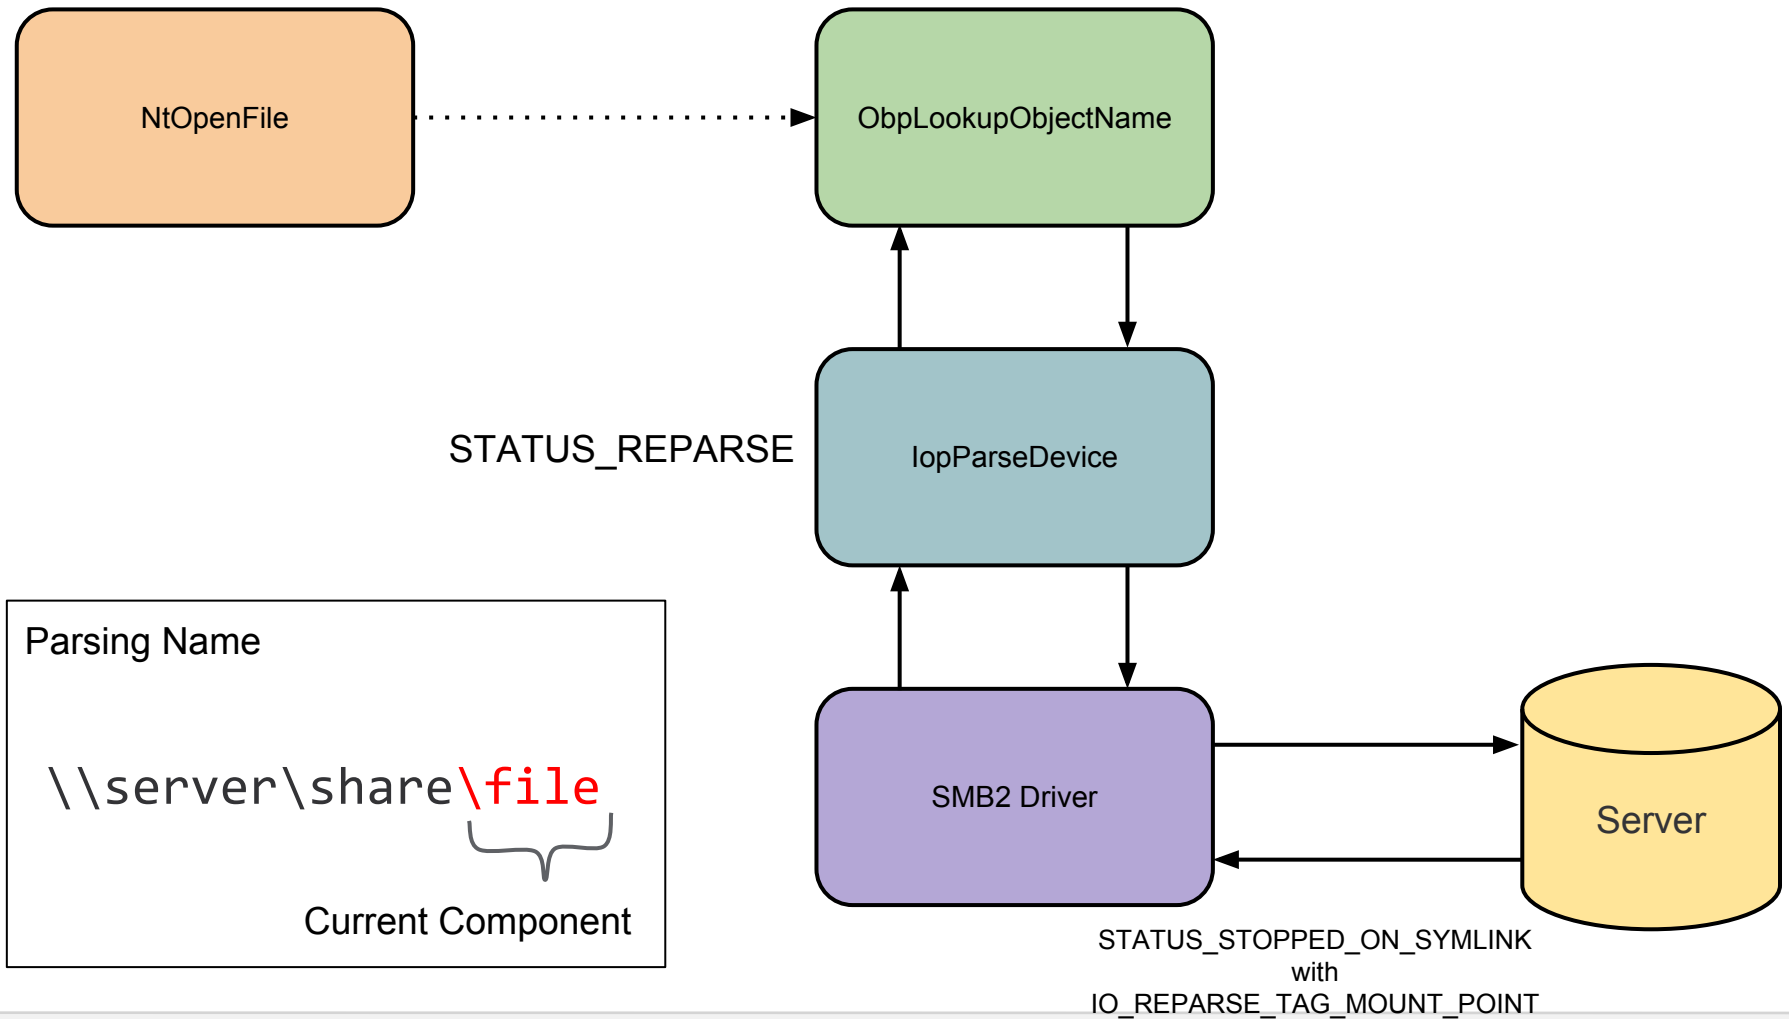 NtOpenFile
ObpLookupObjectName
STATUS_REPARSE
IopParseDevice
Parsing Name
\\server\share\file
Current Component
SMB2 Driver
Server
STATUS_STOPPED_ON_SYMLINK
with
IO_REPARSE_TAG_MOUNT_POINT